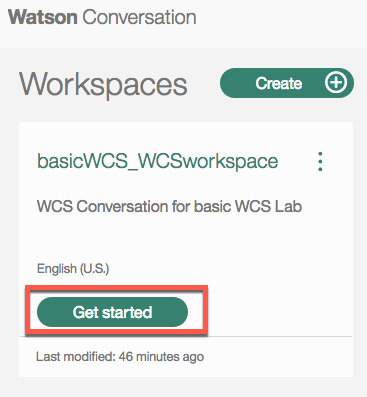 Watson Conversation
Workspaces
Create
basicWCS_WCSworkspace
WCS Conversation for basic WCS Lab
English (U.S.)
Get started
Last modified: 46 minutes ago